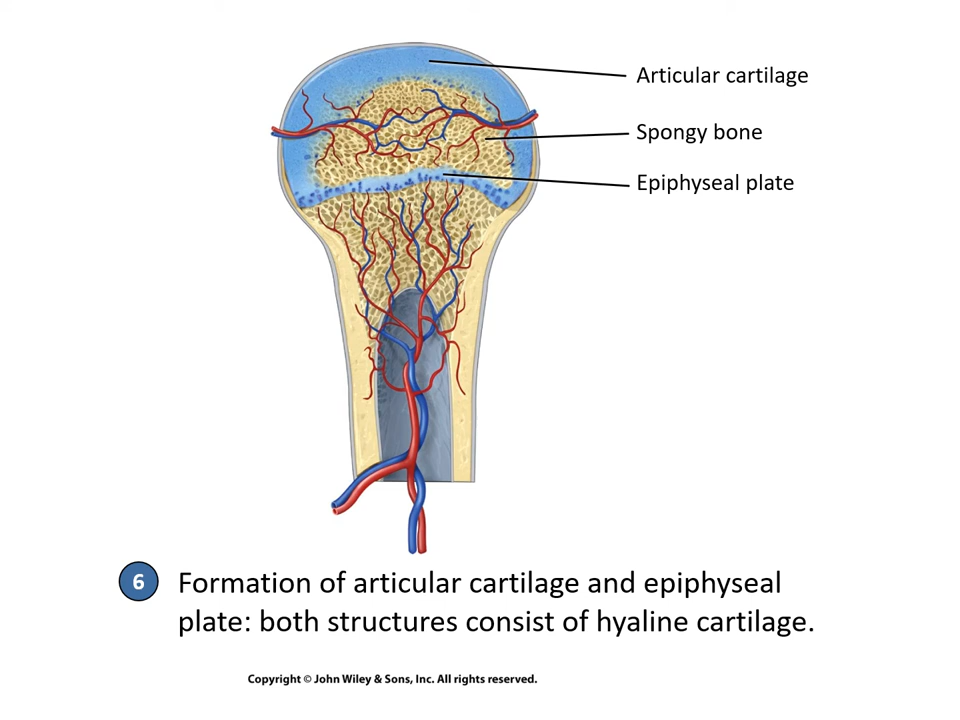 Articular cartilage
Spongy bone
Epiphyseal plate
6
Formation of articular cartilage and epiphyseal
plate: both structures consist of hyaline cartilage.
Copyright © John Wiley & Sons, Inc. All rights reserved.